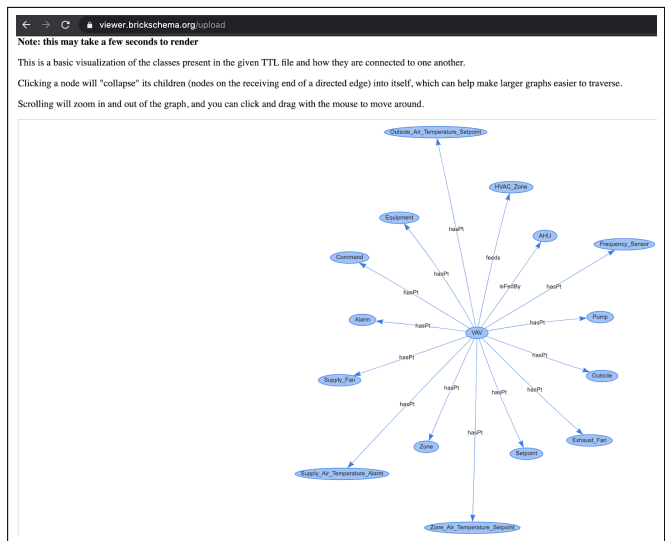 viewer.brickschema.org/upload
Note: this may take a few seconds to render
This is a basic visualization of the classes present in the given TTL file and how they are connected to one another.
Clicking a node will "collapse" its children (nodes on the receiving end of a directed edge) into itself, which can help make larger graphs easier to traverse.
Scrolling will zoom in and out of the graph, and you can click and drag with the mouse to move around.
Outside_Air_Temperature_Setpoint
HVAC_Zone
Equipment
hasPt
AHU
Frequency_Sensor
Command
feeds
hasPt
isFedBy
hasPt
hasPt
Alarm
hasPt
hasPt
Pump
VAV
hasPt
hasPt
Supply_Fan
Outside
hasPt
hasPt
hasPt
hasPt
hasPt
Zone
Exhaust_Fan
Setpoint
Supply_Air_Temperature_Alarm
Zone_Air_Temperature_Setpoint